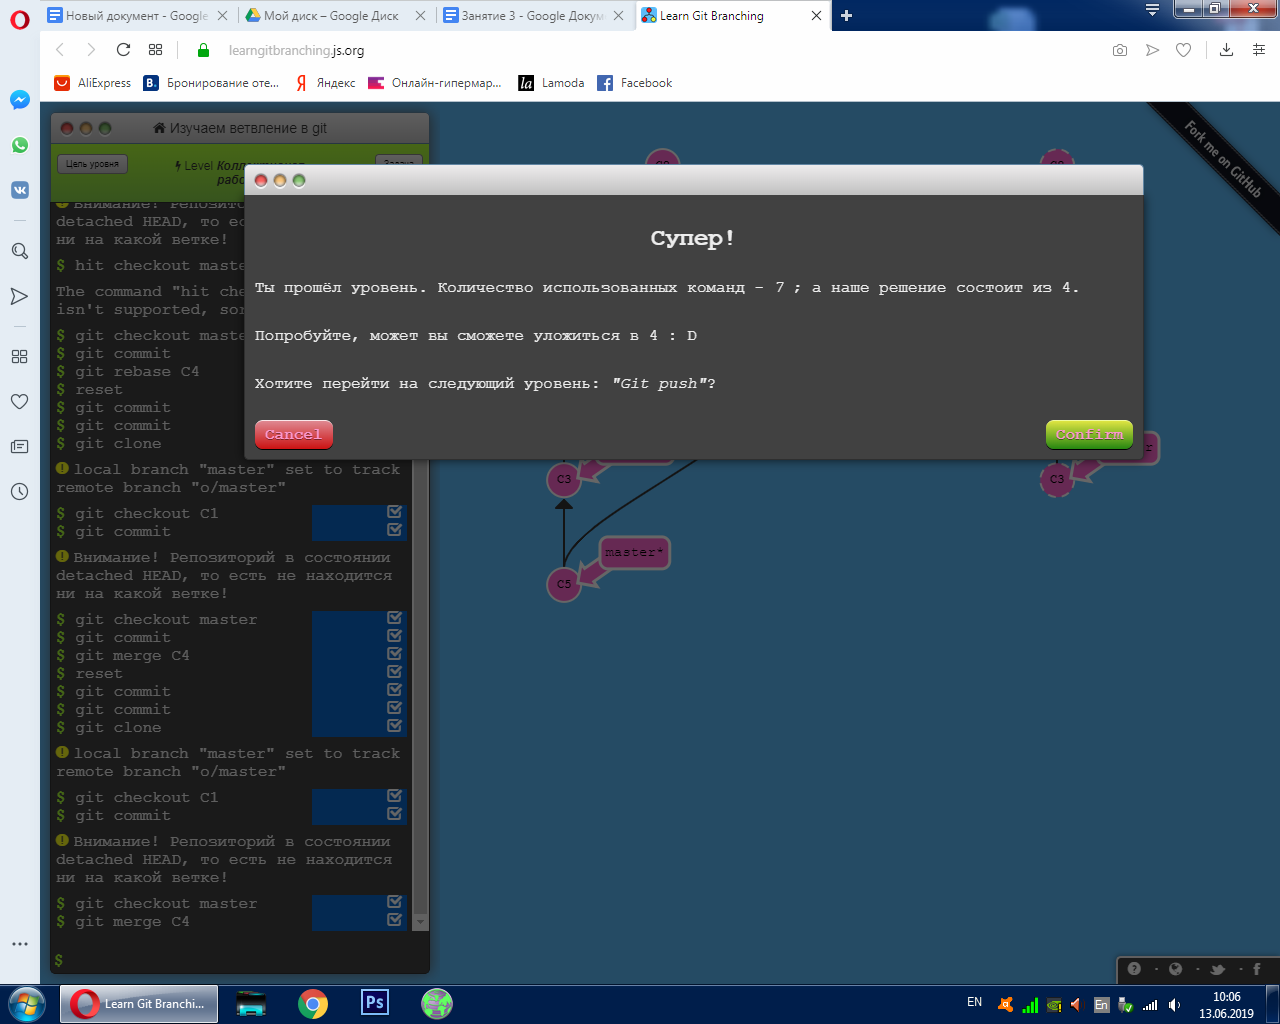 Новый документ - Google
Мой диск – Google Диск
Занятие 3 - Google Докум
Learn Git Branching
learngitbranching.js.org
AliExpress
B.
Бронирование оте...
Я
Яндекс
Онлайн-гипермар...
la
Lamoda
Facebook
Изучаем ветвление в git
Цель уровня
Level
Fork me on GitHub
Внимание!
detached HEAD, то
ни на какой ветке!
$ hit checkout
The command "hit
isn't supported,
$ git checkout
$ git commit
$ git rebase C4
$ reset
$ git commit
$ git commit
$ git clone
local branch "master" set to track
remote branch "o/master"
$ git checkout C1
$ git commit
Внимание! Репозиторий в состоянии
detached HEAD, то есть не находится
ни на какой ветке!
$ git checkout master
$ git commit
$ git merge C4
$ reset
$ git commit
$ git commit
$ git clone
local branch "master" set to track
remote branch "o/master"
$ git checkout C1
$ git commit
Внимание! Репозиторий в состоянии
detached HEAD, то есть не находится
ни на какой ветке!
$ git checkout master
$ git merge C4
$
Супер!
Ты прошёл уровень. Количество использованных команд – 7 ; а наше решение состоит из 4.
Попробуйте, может вы сможете уложиться в 4 : D
Хотите перейти на следующий уровень: "Git push"?
Cancel
Confirm
C3
C3
master*
C5
Learn Git Branchi...
Ps
EN
En
10:06
13.06.2019